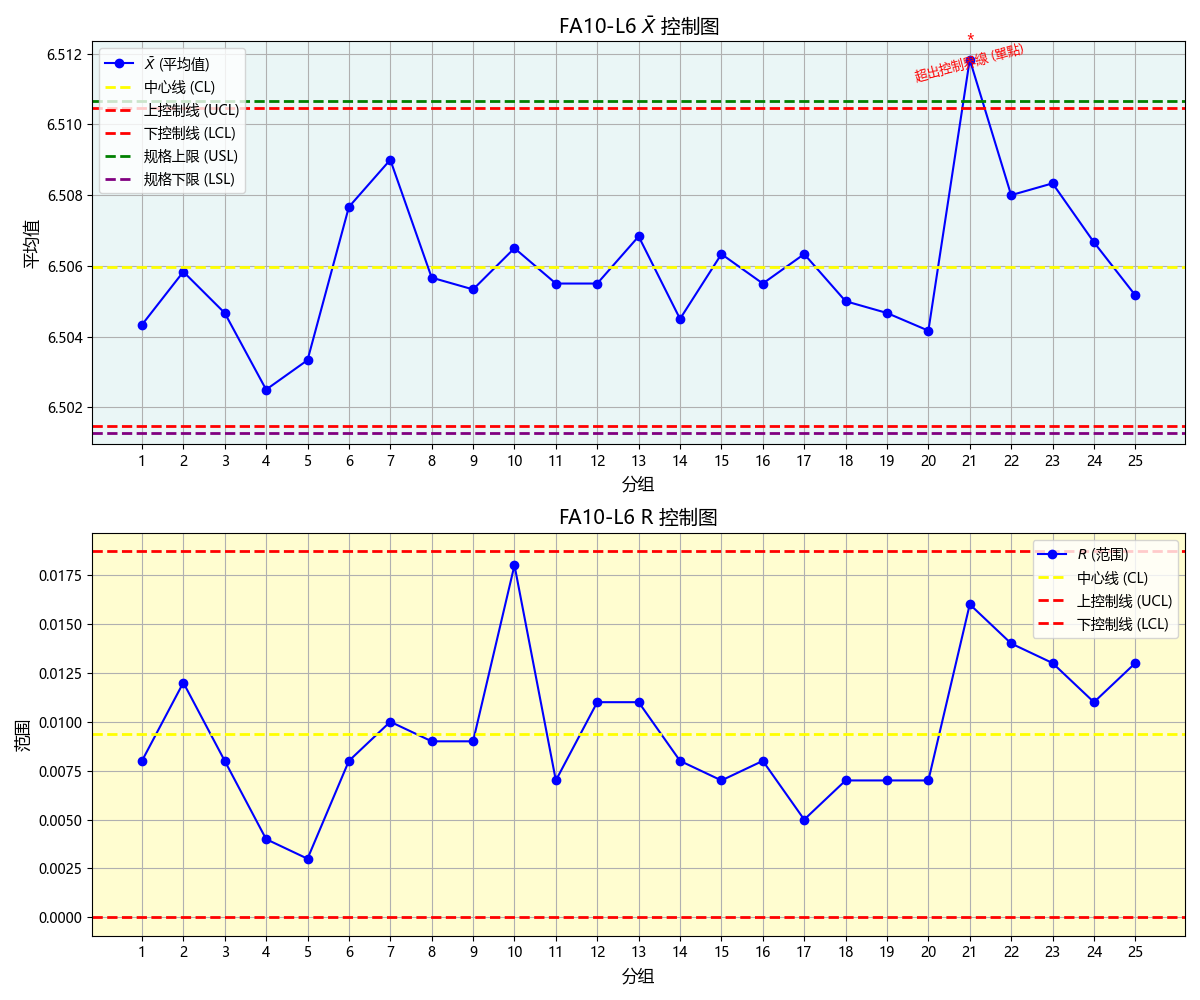 FA10-L6 X̄ 控制图
*
超出控制界線 (單點)
X̄ (平均值)
中心线 (CL)
上控制线 (UCL)
下控制线 (LCL)
规格上限 (USL)
规格下限 (LSL)
平均值
6.512
6.510
6.508
6.506
6.504
6.502
1 2 3 4 5 6 7 8 9 10 11 12 13 14 15 16 17 18 19 20 21 22 23 24 25
分组
FA10-L6 R 控制图
R (范围)
中心线 (CL)
上控制线 (UCL)
下控制线 (LCL)
范围
0.0175
0.0150
0.0125
0.0100
0.0075
0.0050
0.0025
0.0000
1 2 3 4 5 6 7 8 9 10 11 12 13 14 15 16 17 18 19 20 21 22 23 24 25
分组